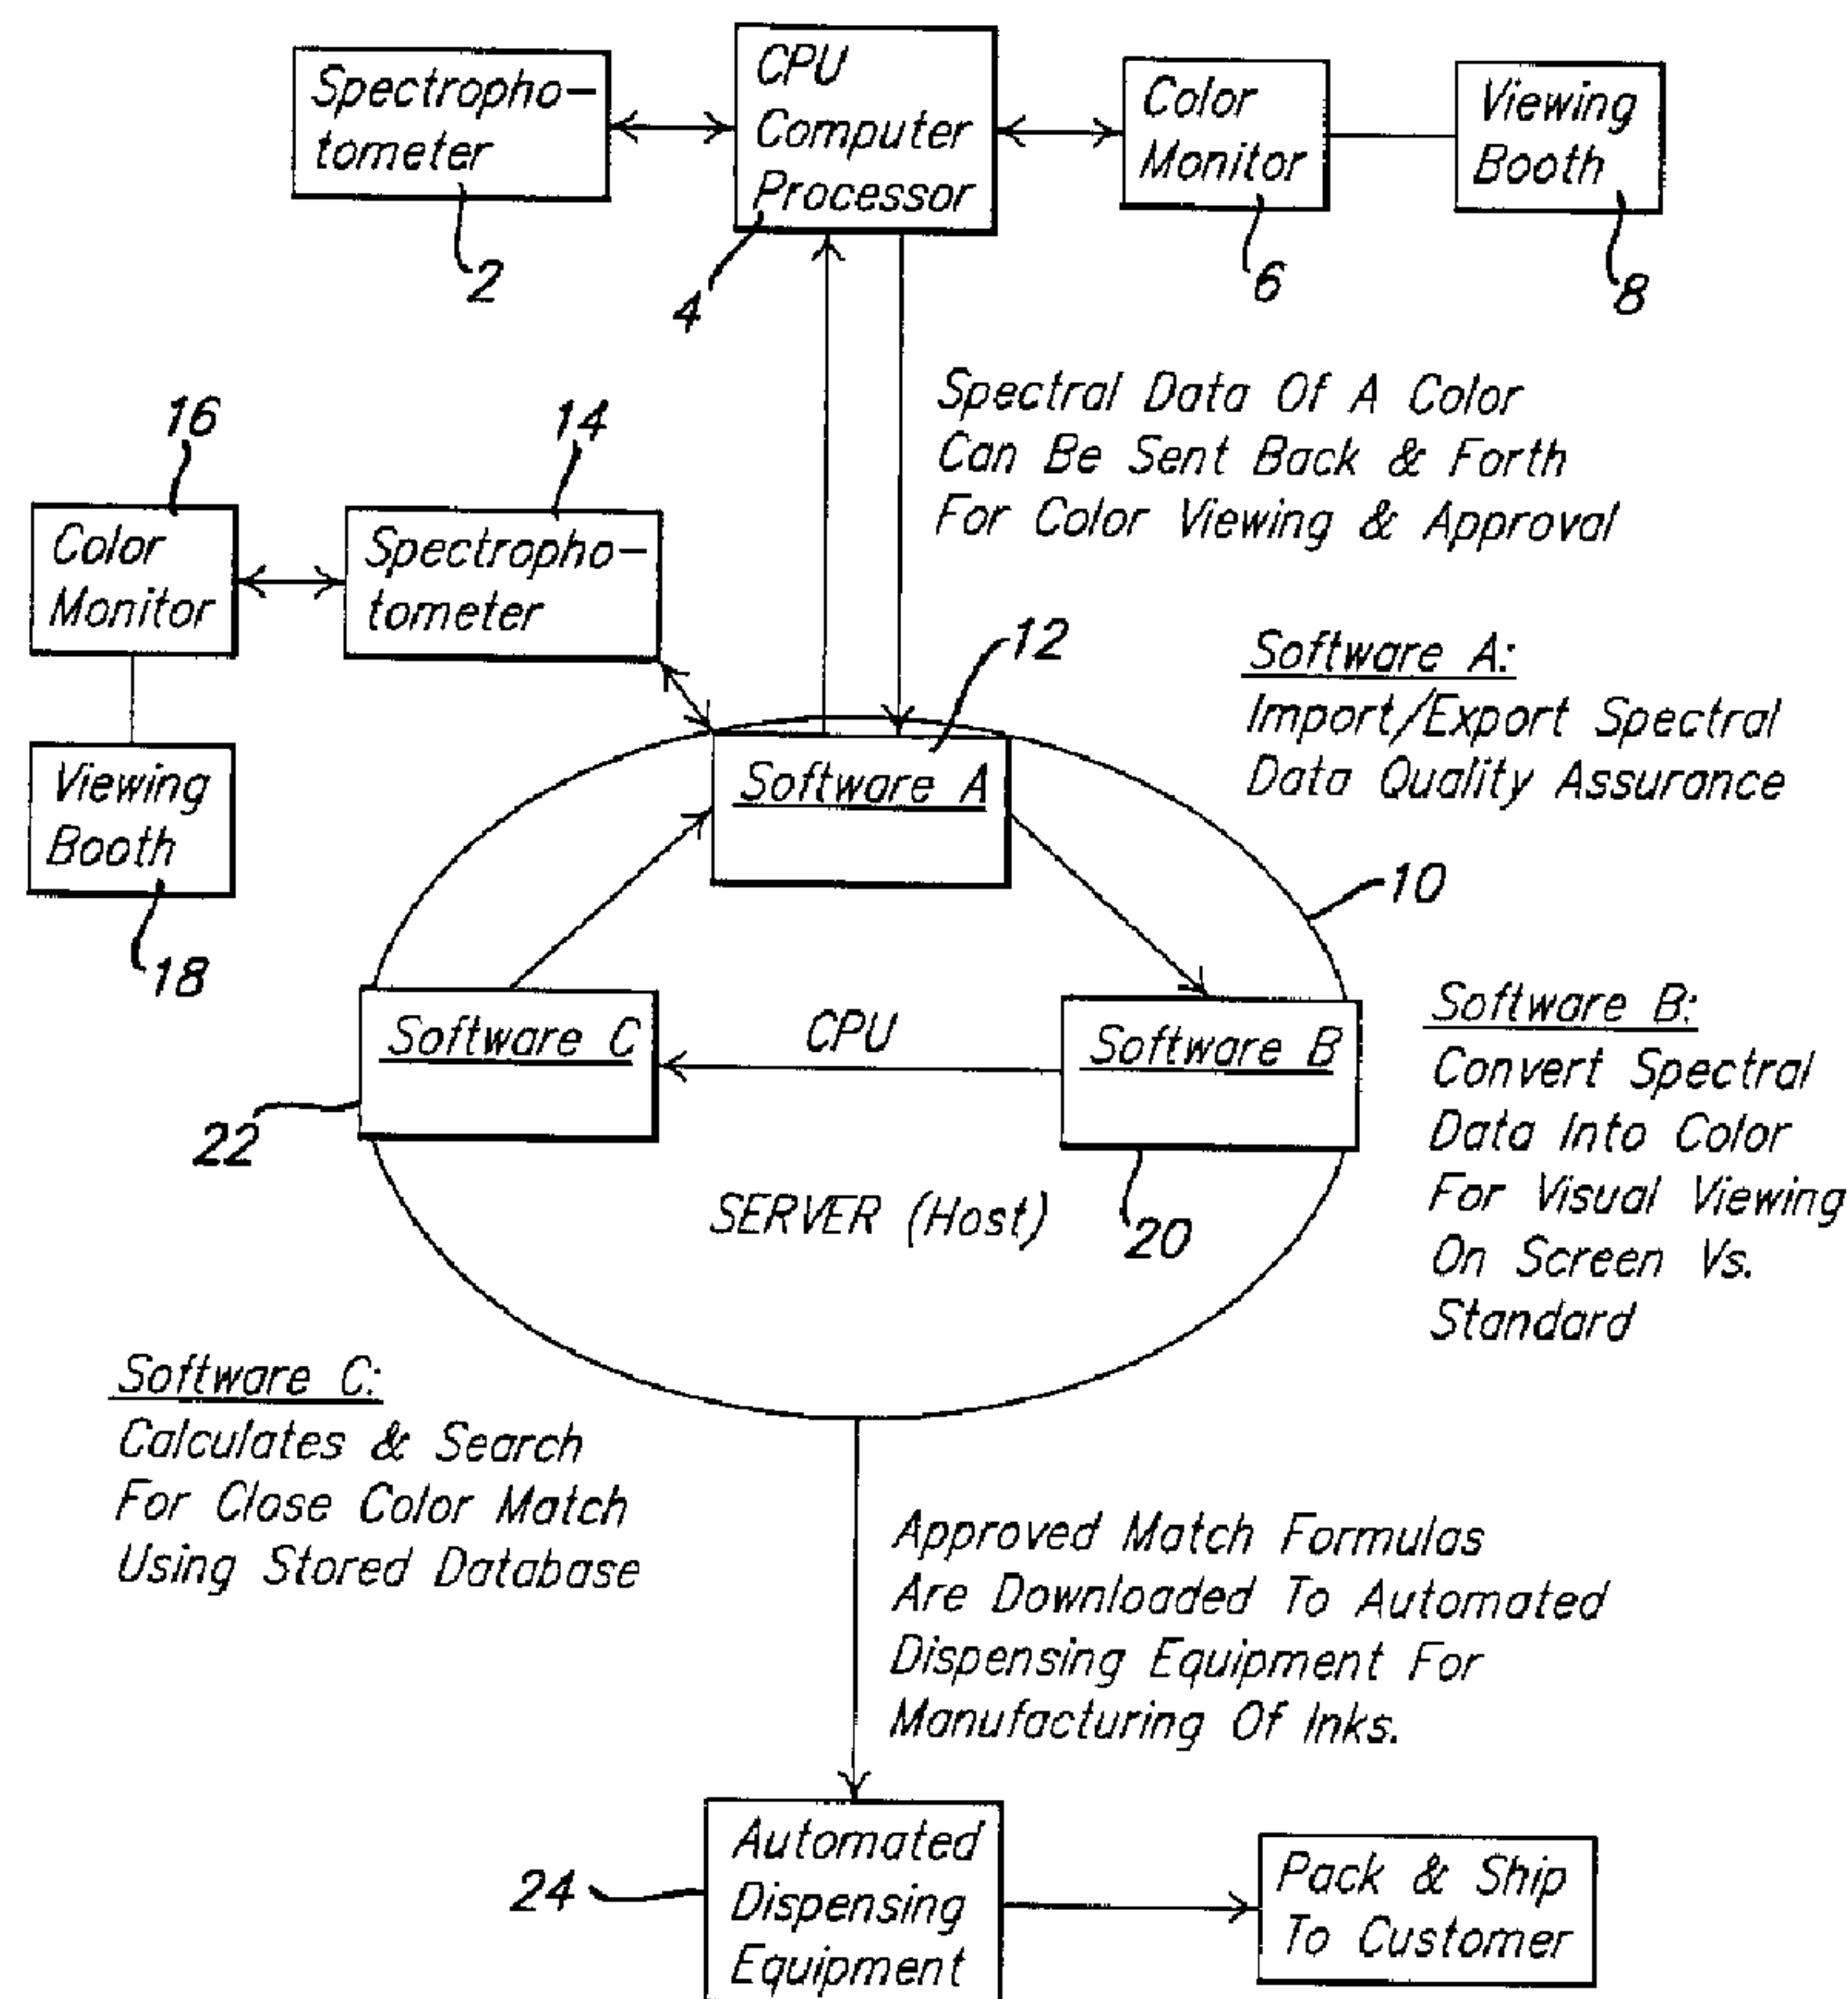 Spectropho-
tometer
2
CPU
Computer
Processor
4
Color
Monitor
6
Viewing
Booth
8
Spectral Data Of A Color
Can Be Sent Back & Forth
For Color Viewing & Approval
16
Color
Monitor
14
Spectropho-
tometer
Viewing
Booth
18
12
Software A
Software A:
Import/Export Spectral
Data Quality Assurance
10
Software C
22
CPU
Software B
20
SERVER (Host)
Software B:
Convert Spectral
Data Into Color
For Visual Viewing
On Screen Vs.
Standard
Software C:
Calculates & Search
For Close Color Match
Using Stored Database
Approved Match Formulas
Are Downloaded To Automated
Dispensing Equipment For
Manufacturing Of Inks.
24
Automated
Dispensing
Equipment
Pack & Ship
To Customer